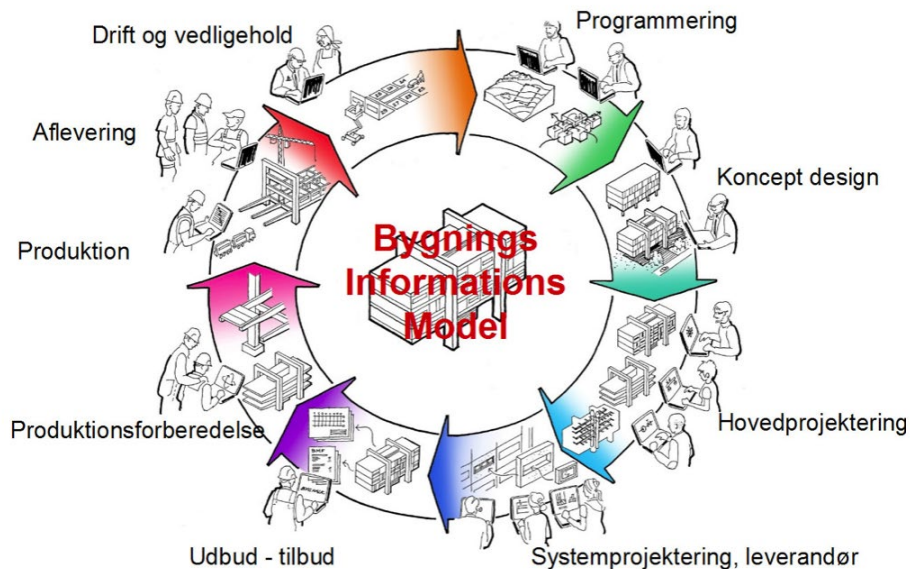 Programmering
Koncept design
Hovedprojektering
Systemprojektering, leverandør
Udbud - tilbud
Produktionsforberedelse
Produktion
Aflevering
Drift og vedligehold
Bygnings
Informations
Model